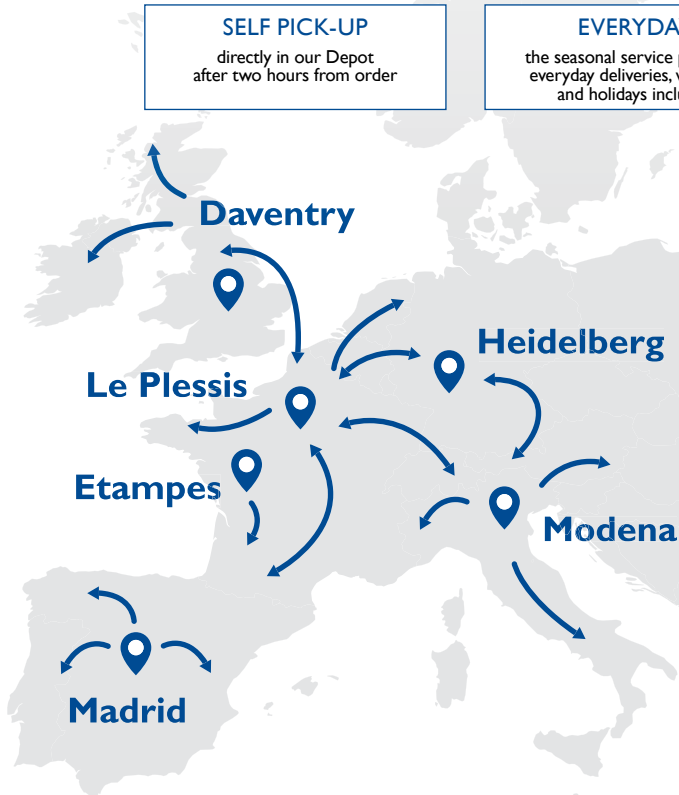 SELF PICK-UP
directly in our Depot
after two hours from order
EVERYDA
the seasonal service
everyday deliveries,
and holidays inclu
Daventry
Heidelberg
Le Plessis
Etampes
Modena
Madrid